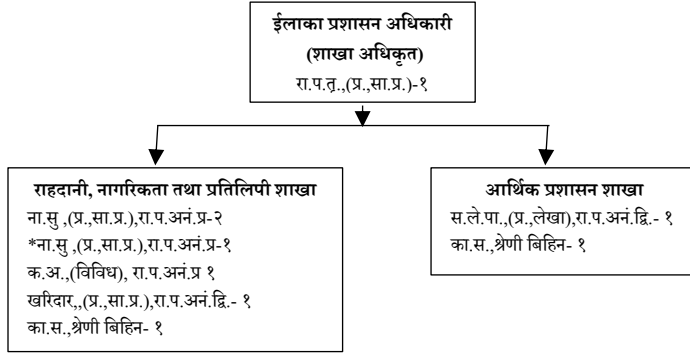 ईलाका प्रशासन अधिकारी
(शाखा अधिकृत)
रा.प.तृ.,(प्र.,सा.प्र.)-१
राहदानी, नागरिकता तथा प्रतिलिपी शाखा
ना.सु ,(प्र.,सा.प्र.),रा.प.अनं.प्र-२
*ना.सु ,(प्र.,सा.प्र.),रा.प.अनं.प्र-१
क.अ.,(विविध), रा.प.अनं.प्र १
खरिदार,,(प्र.,सा.प्र.),रा.प.अनं.द्वि.- १
का.स.,श्रेणी बिहिन- १
आर्थिक प्रशासन शाखा
स.ले.पा.,(प्र.,लेखा),रा.प.अनं.द्वि.- १
का.स.,श्रेणी बिहिन- १